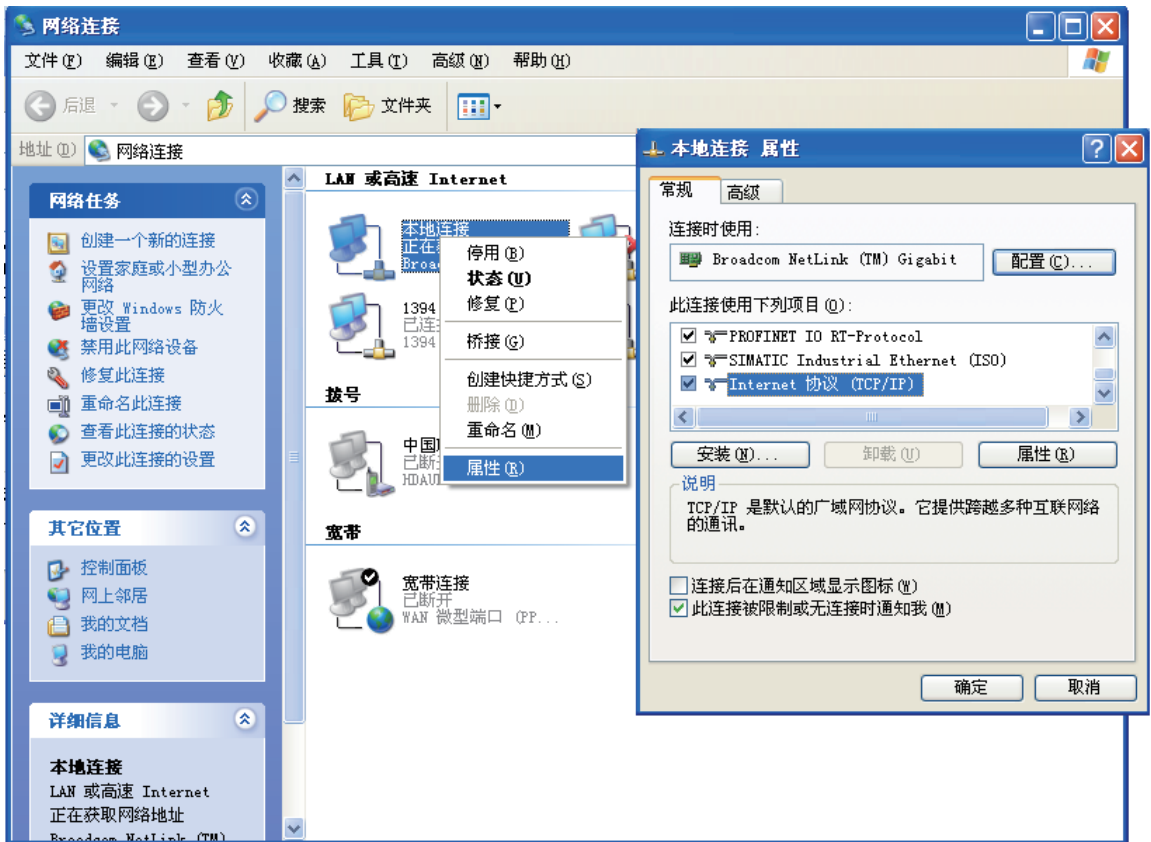 网络连接
文件(F) 编辑(E) 查看(V) 收藏(A) 工具(T) 高级(N) 帮助(H)
后退 搜索 文件夹
地址(D) 网络连接
网络任务
创建一个新的连接
设置家庭或小型办公
网络
更改 Windows 防火
墙设置
禁用此网络设备
修复此连接
重命名此连接
查看此连接的状态
更改此连接的设置
其它位置
控制面板
网上邻居
我的文档
我的电脑
详细信息
本地连接
LAN 或高速 Internet
正在获取网络地址
Broadcom NetLink (TM)
LAN 或高速 Internet
本地连接
正在
1394
1394
拨号
中国
已断
宽带
宽带连接
已断开
WAN 微型端口 (PP...
停用(B)
状态(U)
修复(P)
桥接(G)
创建快捷方式(S)
删除(D)
重命名(M)
属性(R)
本地连接 属性
常规 高级
连接时使用:
Broadcom NetLink (TM) Gigabit 配置(C)...
此连接使用下列项目(O):
PROFINET IO RT-Protocol
SIMATIC Industrial Ethernet (ISO)
Internet 协议 (TCP/IP)
安装(N)... 卸载(U) 属性(R)
说明
TCP/IP 是默认的广域网协议。它提供跨越多种互联网络
的通讯。
连接后在通知区域显示图标(W)
此连接被限制或无连接时通知我(M)
确定 取消